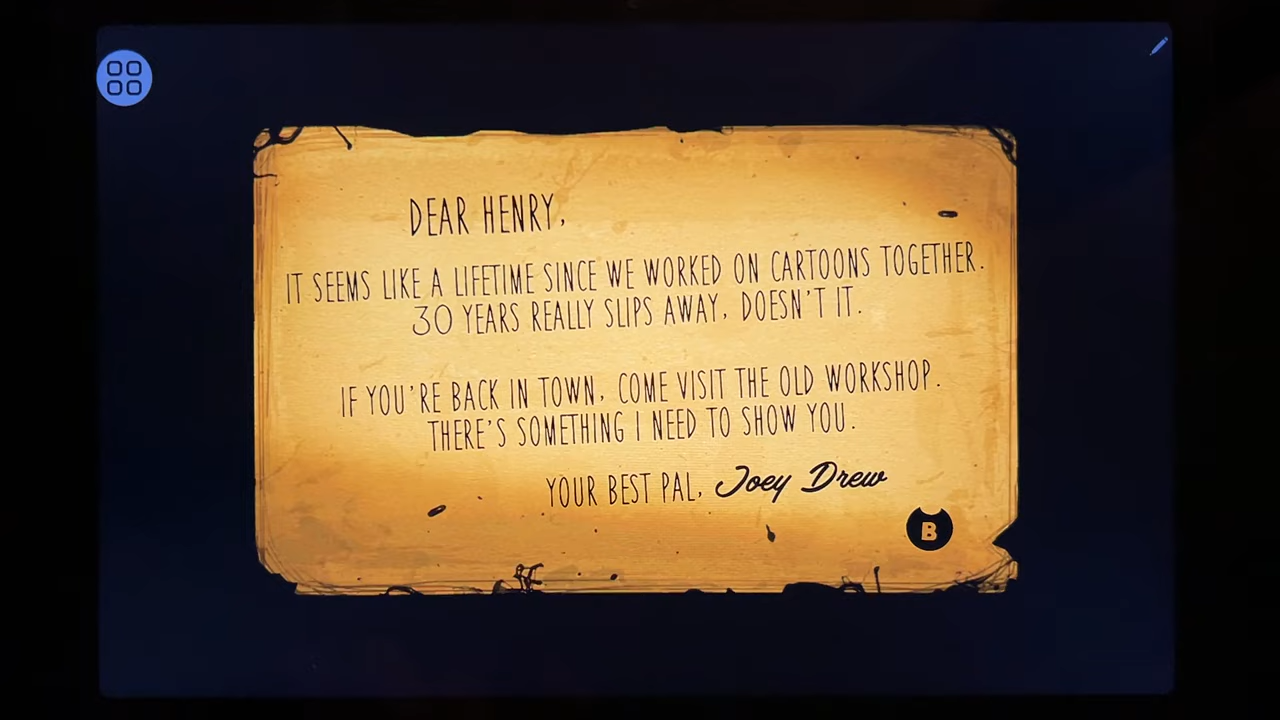 DEAR HENRY,
IT SEEMS LIKE A LIFETIME SINCE WE WORKED ON CARTOONS TOGETHER.
30 YEARS REALLY SLIPS AWAY, DOESN'T IT.
IF YOU'RE BACK IN TOWN, COME VISIT THE OLD WORKSHOP.
THERE'S SOMETHING I NEED TO SHOW YOU.
YOUR BEST PAL, Joey Drew
B